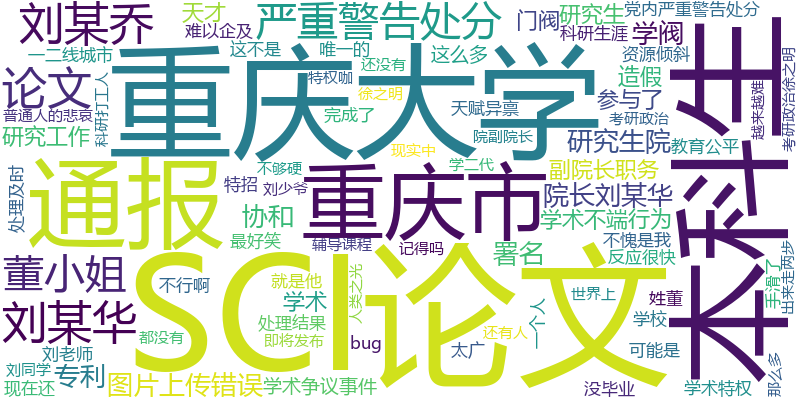 刘某乔
天才
难以企及
严重警告处分
门阀
研究生
科研生涯
党内严重警告处分
学阀
资源倾斜
一二线城市
这不是
唯一的
这么多
论文
特权咖
还没有
徐之明
造假
参与了
考研政治
越来越难
考研政治徐之明
普通人的悲哀
科研打工人
重庆大学
完成了
天赋异禀
院副院长
研究生院
教育公平
本科生
研究工作
不够硬
现实中
学二代
副院长职务
处理及时
通报
特招
刘少爷
重庆市
院长刘某华
协和
学术不端行为
最好笑
辅导课程
记得吗
署名
不愧是我
反应很快
董小姐
不行啊
SCI论文
人类之光
手滑了
出来走两步
就是他
学术
世界上
姓董
刘某华
处理结果
即将发布
还有人
一个人
学校
都没有
bug
太广
可能是
那么多
刘老师
刘同学
现在还
专利
图片上传错误
学术争议事件
没毕业
学术特权